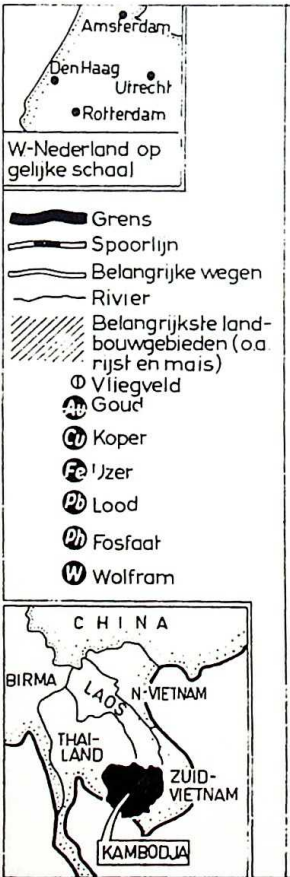 Amsterdam
Den Haag
Utrecht
Rotterdam
W.-Nederland op
gelijke schaal
Grens
Spoorlijn
Belangrijke wegen
Rivier
Belangrijkste land-
bouwgebieden (o.a.
rijst en mais)
Vliegveld
Au Goud
Cu Koper
Fe IJzer
Pb Lood
Ph Fosfaat
W Wolfram
CHINA
BIRMA
LAOS
N-VIETNAM
THAI-
LAND
ZUID-
VIETNAM
KAMBODJA